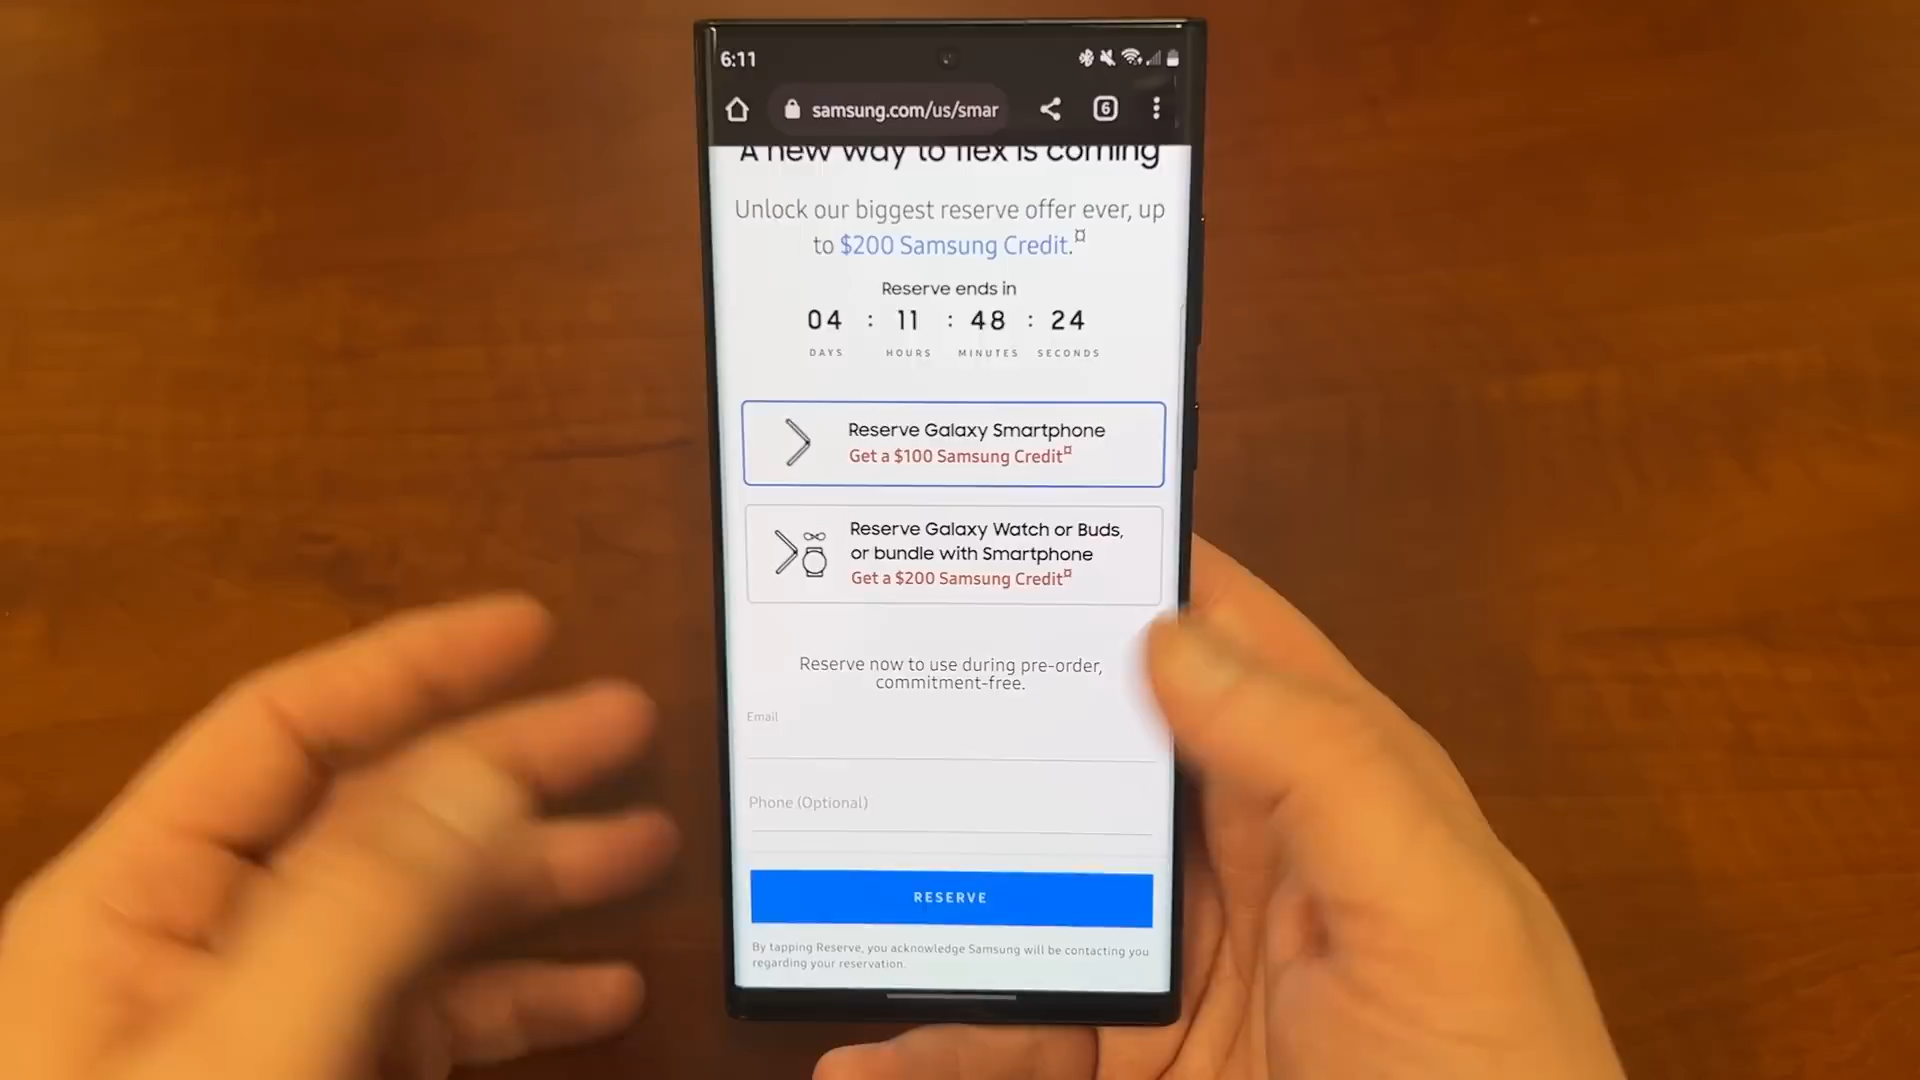 6:11
samsung.com/us/smar
6
A new way to flex is coming
Unlock our biggest reserve offer ever, up
to $200 Samsung Credit.¤
Reserve ends in
04 : 11 : 48 : 24
DAYS HOURS MINUTES SECONDS
Reserve Galaxy Smartphone
Get a $100 Samsung Credit¤
Reserve Galaxy Watch or Buds,
or bundle with Smartphone
Get a $200 Samsung Credit¤
Reserve now to use during pre-order,
commitment-free.
Email
Phone (Optional)
RESERVE
By tapping Reserve, you acknowledge Samsung will be contacting you
regarding your reservation.